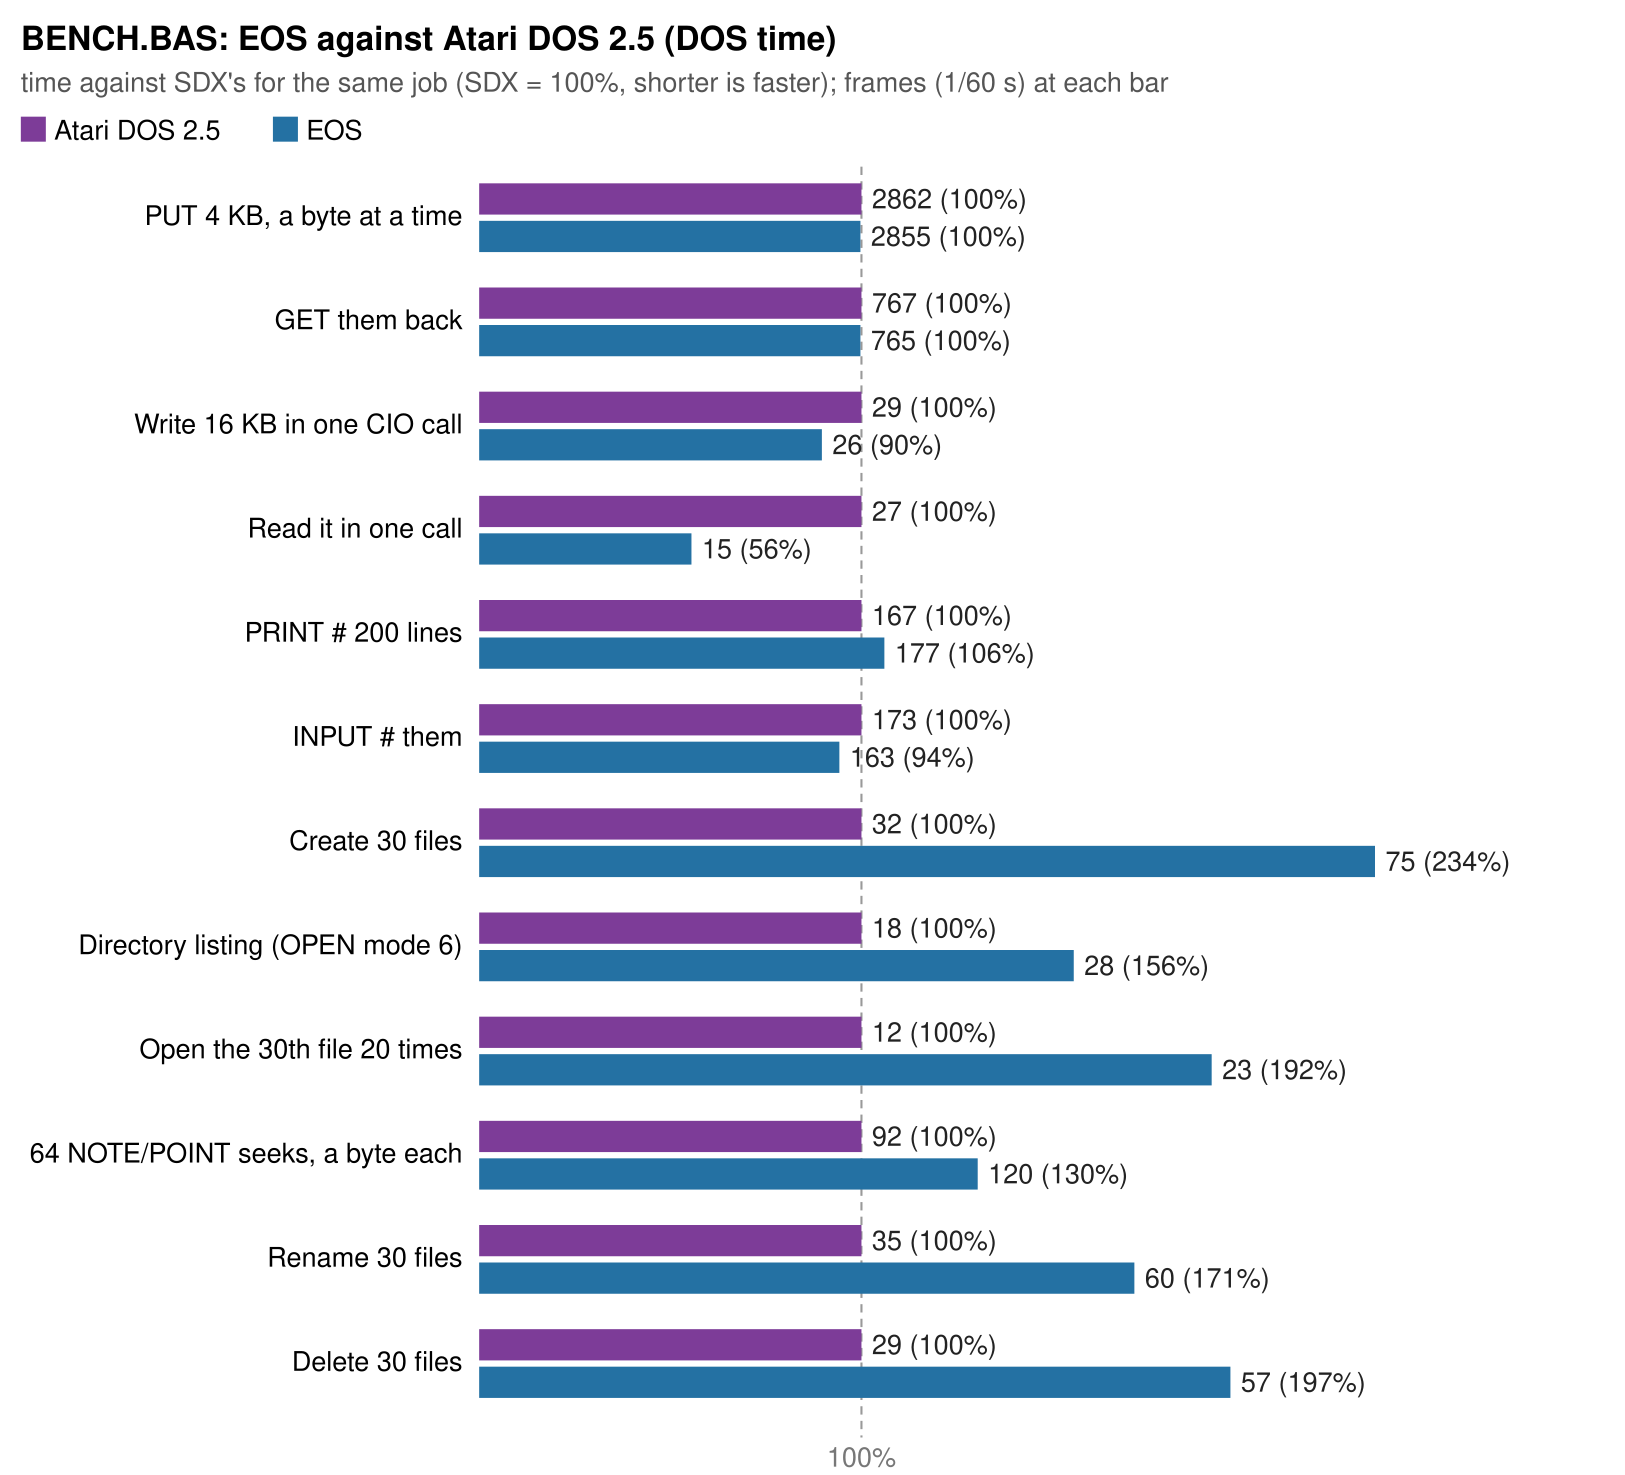 BENCH.BAS: EOS against Atari DOS 2.5 (DOS time)
time against SDX's for the same job (SDX = 100%, shorter is faster); frames (1/60 s) at each bar
Atari DOS 2.5 EOS
PUT 4 KB, a byte at a time
2862 (100%)
2855 (100%)
GET them back
767 (100%)
765 (100%)
Write 16 KB in one CIO call
29 (100%)
26 (90%)
Read it in one call
27 (100%)
15 (56%)
PRINT # 200 lines
167 (100%)
177 (106%)
INPUT # them
173 (100%)
163 (94%)
Create 30 files
32 (100%)
75 (234%)
Directory listing (OPEN mode 6)
18 (100%)
28 (156%)
Open the 30th file 20 times
12 (100%)
23 (192%)
64 NOTE/POINT seeks, a byte each
92 (100%)
120 (130%)
Rename 30 files
35 (100%)
60 (171%)
Delete 30 files
29 (100%)
57 (197%)
100%